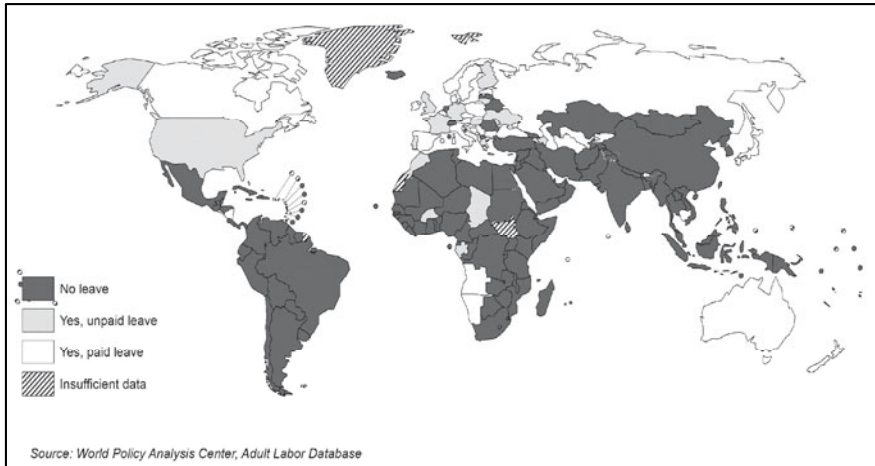 No leave
Yes, unpaid leave
Yes, paid leave
Insufficient data
Source: World Policy Analysis Center, Adult Labor Database